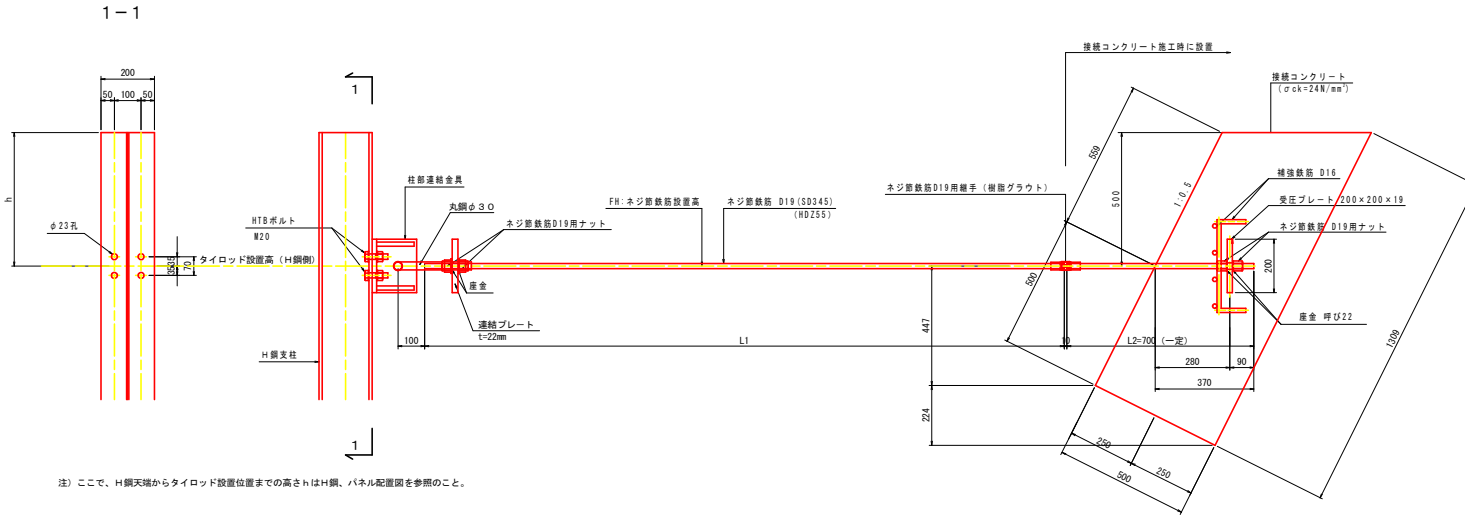 1-1
200
50
100
50
h
φ23孔
35
35
70
タイロッド設置高（H鋼側）
1
HTBボルト
M20
柱部連結金具
丸鋼φ30
ネジ節鉄筋D19用ナット
座金
連結プレート
t=22mm
H鋼支柱
1
100
L1
10
L2=700（一定）
FH:ネジ節鉄筋設置高
ネジ節鉄筋 D19(SD345)
(HDZ55)
ネジ節鉄筋D19用継手（樹脂グラウト）
接続コンクリート施工時に設置
接続コンクリート
(σck=24N/mm²)
559
500
500
1:0.5
補強鉄筋 D16
受圧プレート 200×200×19
ネジ節鉄筋 D19用ナット
200
座金 呼び22
1309
447
224
280
90
370
250
250
500
注）ここで、H鋼天端からタイロッド設置位置までの高さhはH鋼、パネル配置図を参照のこと。